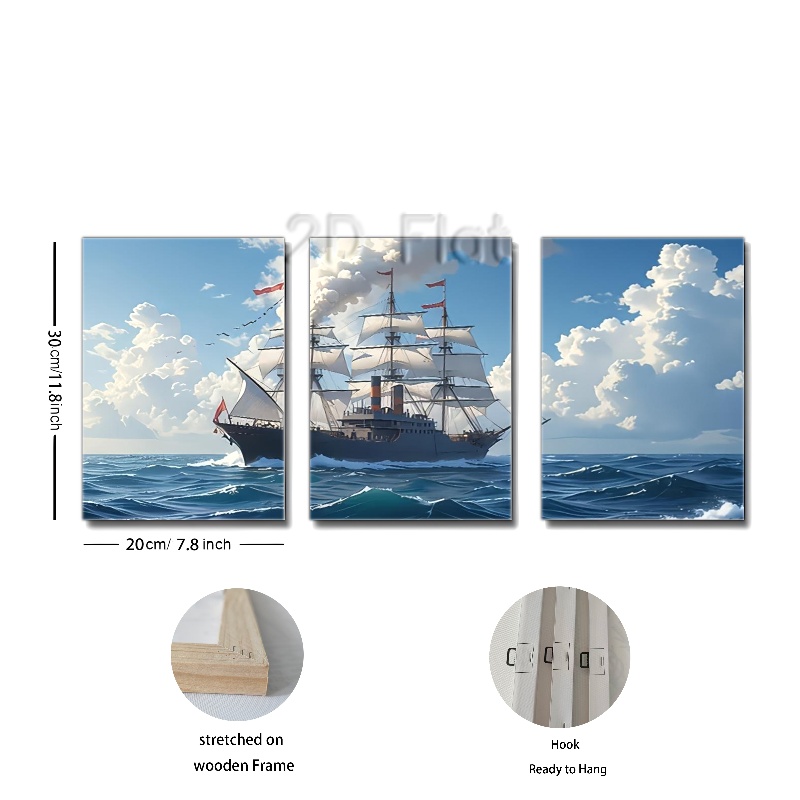 2D Flat
30cm/11.8inch
20cm/ 7.8 inch
stretched on
wooden Frame
Hook
Ready to Hang